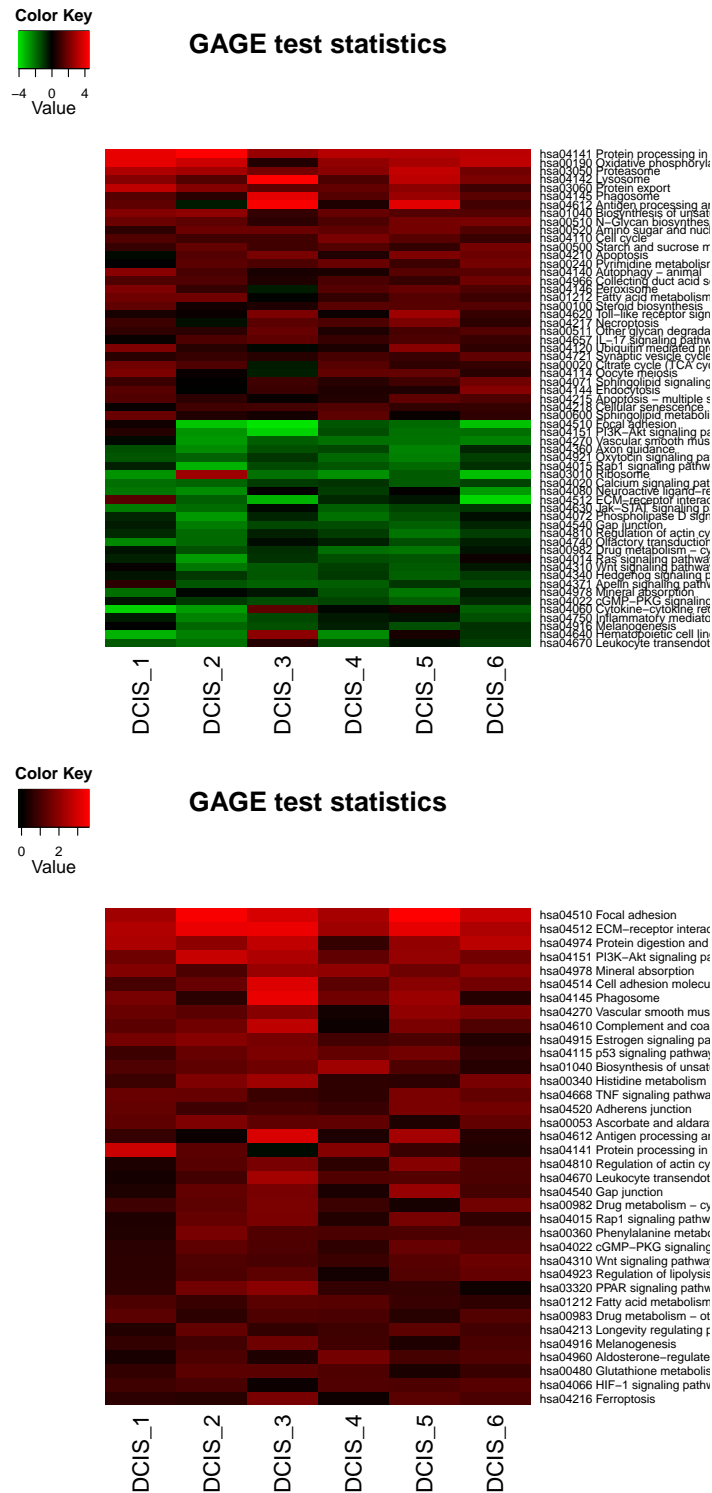 Color Key
GAGE test statistics
−4 0 4
Value
hsa04141 Protein processing in
hsa00190 Oxidative phosphoryla
hsa03050 Proteasome
hsa04142 Lysosome
hsa03060 Protein export
hsa04145 Phagosome
hsa04612 Antigen processing an
hsa01040 Biosynthesis of unsatu
hsa00510 N−Glycan biosynthesis
hsa00520 Amino sugar and nucl
hsa04110 Cell cycle
hsa00500 Starch and sucrose m
hsa04210 Apoptosis
hsa00240 Pyrimidine metabolism
hsa04140 Autophagy − animal
hsa04966 Collecting duct acid se
hsa04146 Peroxisome
hsa01212 Fatty acid metabolism
hsa00100 Steroid biosynthesis
hsa04620 Toll−like receptor signa
hsa04217 Necroptosis
hsa00511 Other glycan degradat
hsa04657 IL−17 signaling pathwa
hsa04120 Ubiquitin mediated pro
hsa04721 Synaptic vesicle cycle
hsa00020 Citrate cycle (TCA cyc
hsa04114 Oocyte meiosis
hsa04071 Sphingolipid signaling
hsa04144 Endocytosis
hsa04215 Apoptosis − multiple s
hsa04218 Cellular senescence
hsa00600 Sphingolipid metaboli
hsa04510 Focal adhesion
hsa04151 PI3K−Akt signaling pa
hsa04270 Vascular smooth musc
hsa04360 Axon guidance
hsa04921 Oxytocin signaling pat
hsa04015 Rap1 signaling pathw
hsa03010 Ribosome
hsa04020 Calcium signaling path
hsa04080 Neuroactive ligand−re
hsa04512 ECM−receptor interac
hsa04630 Jak−STAT signaling p
hsa04072 Phospholipase D sign
hsa04540 Gap junction
hsa04810 Regulation of actin cy
hsa04740 Olfactory transduction
hsa00982 Drug metabolism − cy
hsa04014 Ras signaling pathway
hsa04310 Wnt signaling pathway
hsa04340 Hedgehog signaling p
hsa04371 Apelin signaling pathw
hsa04978 Mineral absorption
hsa04022 cGMP−PKG signaling
hsa04060 Cytokine−cytokine rec
hsa04750 Inflammatory mediato
hsa04916 Melanogenesis
hsa04640 Hematopoietic cell line
hsa04670 Leukocyte transendot
DCIS_1 DCIS_2 DCIS_3 DCIS_4 DCIS_5 DCIS_6
Color Key
GAGE test statistics
0 2
Value
hsa04510 Focal adhesion
hsa04512 ECM−receptor interac
hsa04974 Protein digestion and
hsa04151 PI3K−Akt signaling pa
hsa04978 Mineral absorption
hsa04514 Cell adhesion molecu
hsa04145 Phagosome
hsa04270 Vascular smooth mus
hsa04610 Complement and coa
hsa04915 Estrogen signaling pa
hsa04115 p53 signaling pathway
hsa01040 Biosynthesis of unsat
hsa00340 Histidine metabolism
hsa04668 TNF signaling pathwa
hsa04520 Adherens junction
hsa00053 Ascorbate and aldara
hsa04612 Antigen processing an
hsa04141 Protein processing in
hsa04810 Regulation of actin cy
hsa04670 Leukocyte transendot
hsa04540 Gap junction
hsa00982 Drug metabolism − cy
hsa04015 Rap1 signaling pathw
hsa00360 Phenylalanine metabo
hsa04022 cGMP−PKG signaling
hsa04310 Wnt signaling pathway
hsa04923 Regulation of lipolysis
hsa03320 PPAR signaling pathw
hsa01212 Fatty acid metabolism
hsa00983 Drug metabolism − ot
hsa04213 Longevity regulating p
hsa04916 Melanogenesis
hsa04960 Aldosterone−regulate
hsa00480 Glutathione metabolis
hsa04066 HIF−1 signaling pathw
hsa04216 Ferroptosis
DCIS_1 DCIS_2 DCIS_3 DCIS_4 DCIS_5 DCIS_6